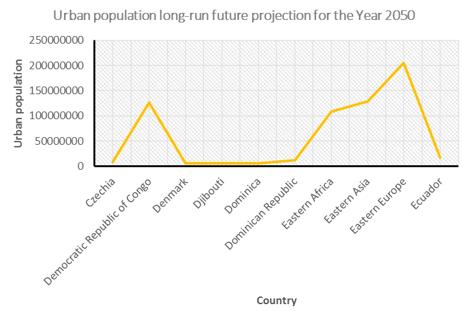 Urban population long-run future projection for the Year 2050
Urban population
250000000
200000000
150000000
100000000
50000000
0
Czechia
Democratic Republic of Congo
Denmark
Djibouti
Dominica
Dominican Republic
Eastern Africa
Eastern Asia
Eastern Europe
Ecuador
Country